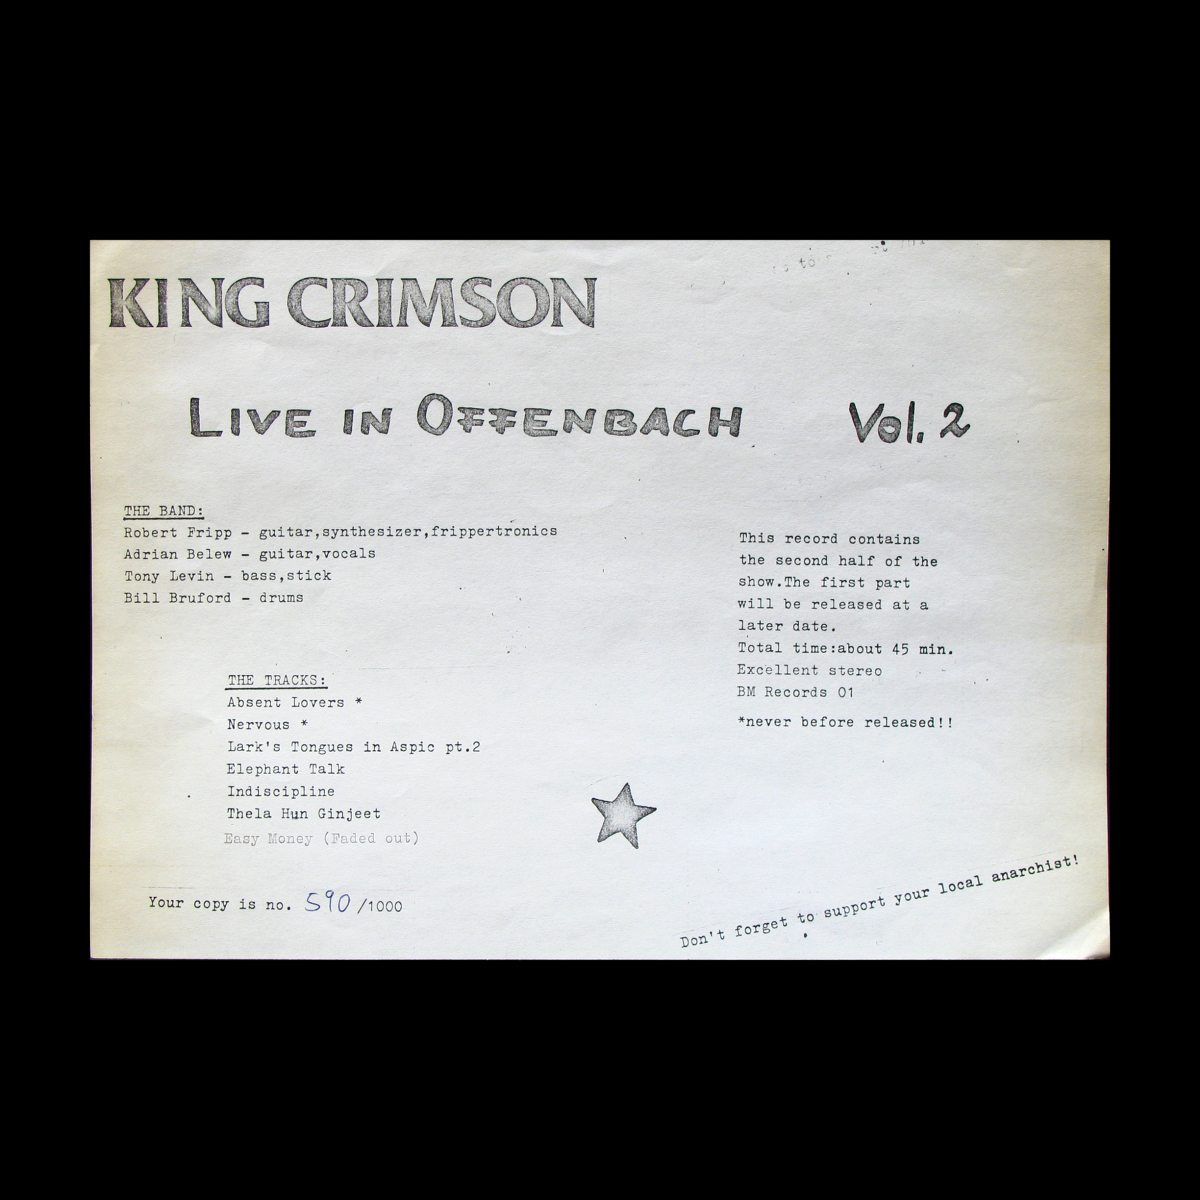 KING CRIMSON
LIVE IN OFFENBACH Vol. 2
THE BAND:
Robert Fripp - guitar,synthesizer,frippertronics
Adrian Belew - guitar,vocals
Tony Levin - bass,stick
Bill Bruford - drums
THE TRACKS:
Absent Lovers *
Nervous *
Lark's Tongues in Aspic pt.2
Elephant Talk
Indiscipline
Thela Hun Ginjeet
Easy Money (Faded out)
Your copy is no. 590 /1000
This record contains
the second half of the
show.The first part
will be released at a
later date.
Total time:about 45 min.
Excellent stereo
BM Records 01
*never before released!!
Don't forget to support your local anarchist!